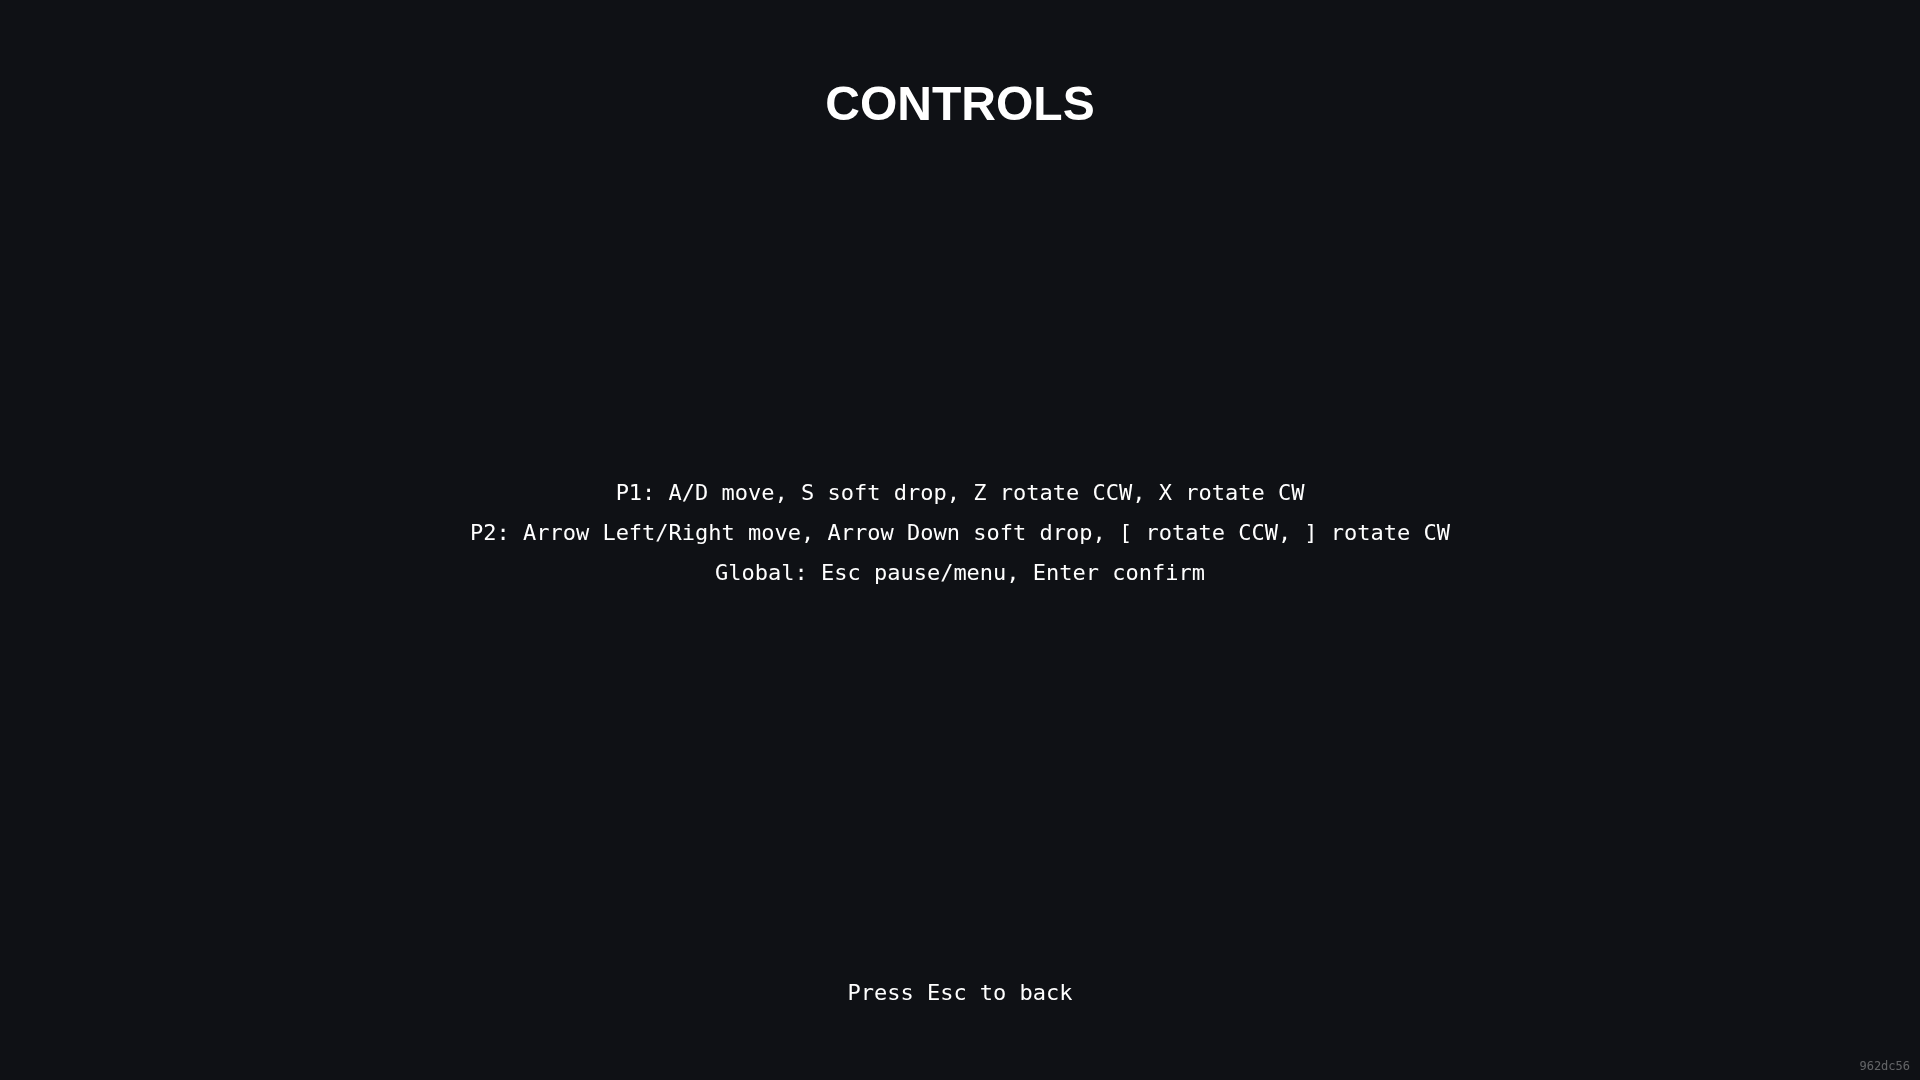 CONTROLS
P1: A/D move, S soft drop, Z rotate CCW, X rotate CW
P2: Arrow Left/Right move, Arrow Down soft drop, [ rotate CCW, ] rotate CW
Global: Esc pause/menu, Enter confirm
Press Esc to back
962dc56